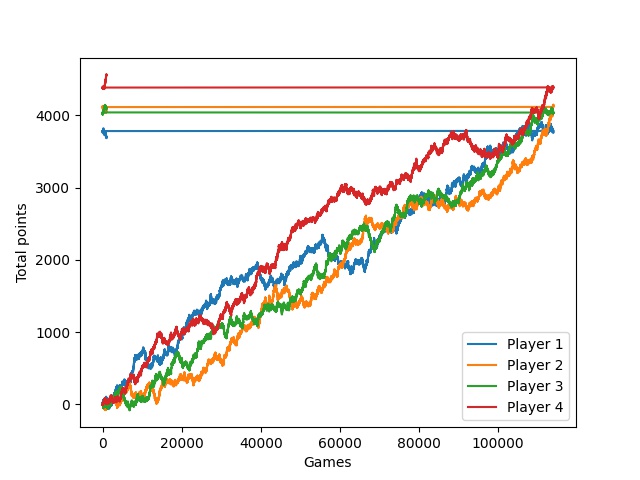 4000
3000
2000
1000
0
Total points
0
20000
40000
60000
80000
100000
Games
Player 1
Player 2
Player 3
Player 4